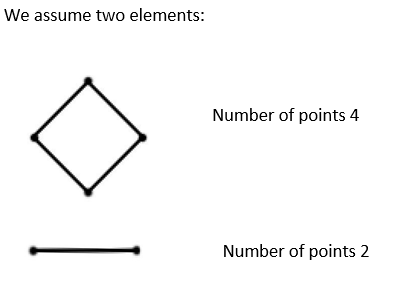 We assume two elements:
Number of points 4
Number of points 2